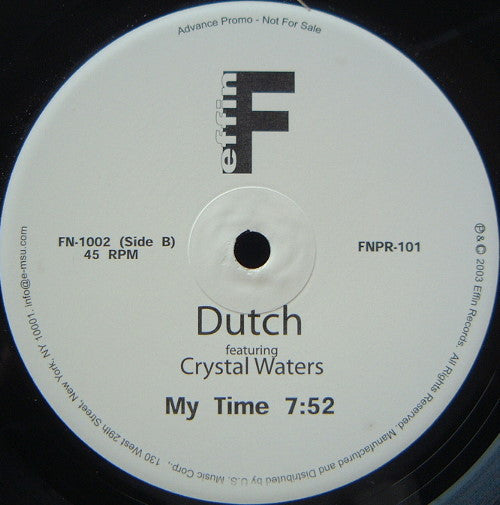 Advance Promo - Not For Sale
effin
F
FN-1002 (Side B)
45 RPM
FNPR-101
Dutch
featuring
Crystal Waters
My Time 7:52
℗ & © 2003 Effin Records. All Rights Reserved. Manufactured and Distributed by U.S. Music Corp., 130 West 29th Street, New York, NY 10001. info@e-msu.com